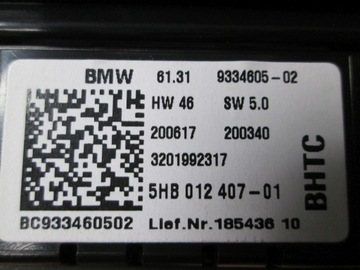 BMW 61.31 9334605-02
HW 46 SW 5.0
200617 200340
3201992317
5HB 012 407-01
BC933460502 Lief.Nr.185436 10
BHTC